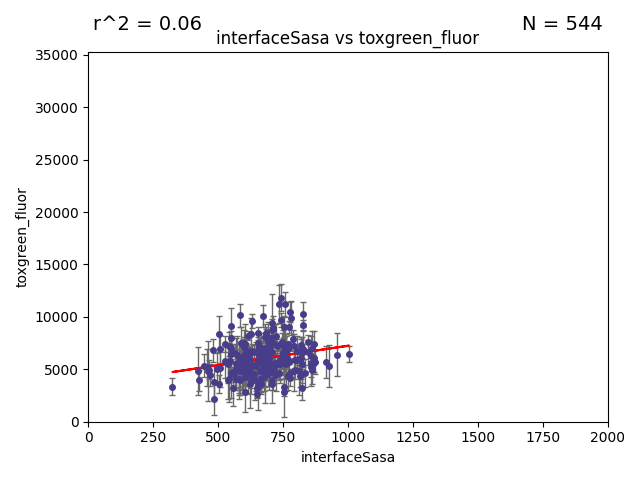 r^2 = 0.06
N = 544
interfaceSasa vs toxgreen_fluor
35000
30000
25000
20000
15000
10000
5000
0
toxgreen_fluor
0 250 500 750 1000 1250 1500 1750 2000
interfaceSasa